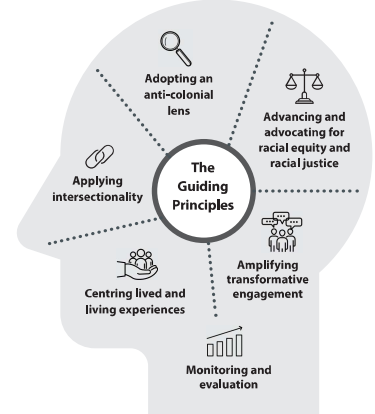 Adopting an
anti-colonial
lens
Advancing and
advocating for
racial equity and
racial justice
Applying
intersectionality
The
Guiding
Principles
Amplifying
transformative
engagement
Centring lived and
living experiences
Monitoring and
evaluation